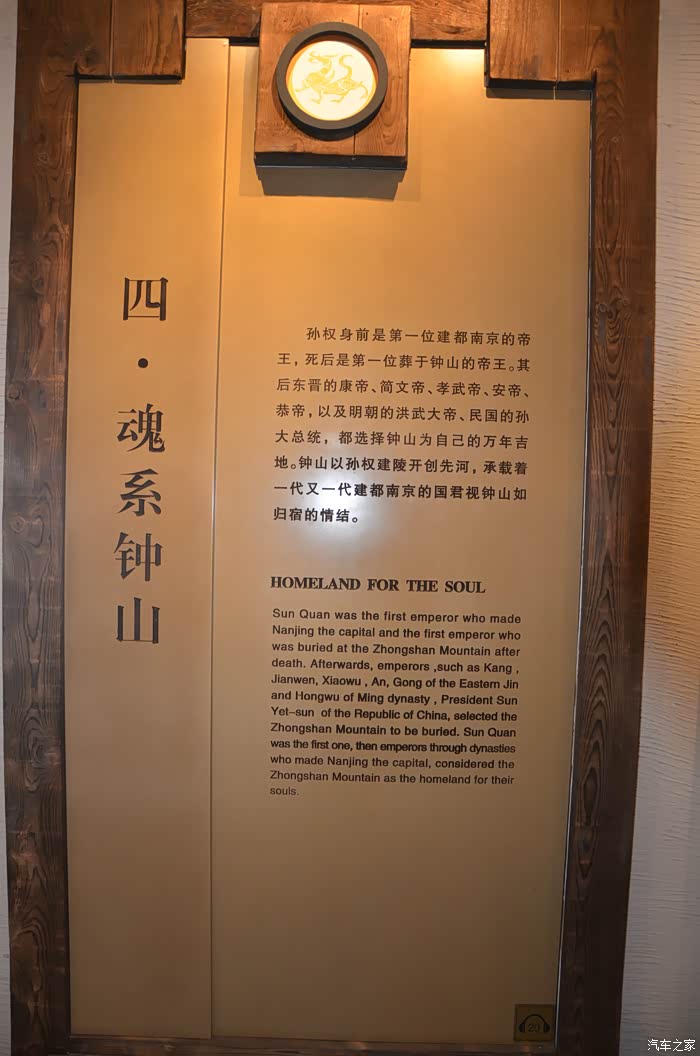 四·魂系钟山
孙权身前是第一位建都南京的帝
王，死后是第一位葬于钟山的帝王。其
后东晋的康帝、简文帝、孝武帝、安帝、
恭帝，以及明朝的洪武大帝、民国的孙
大总统，都选择钟山为自己的万年吉
地。钟山以孙权建陵开创先河，承载着
一代又一代建都南京的国君视钟山如
归宿的情结。
HOMELAND FOR THE SOUL
Sun Quan was the first emperor who made
Nanjing the capital and the first emperor who
was buried at the Zhongshan Mountain after
death. Afterwards, emperors ,such as Kang ,
Jianwen, Xiaowu , An, Gong of the Eastern Jin
and Hongwu of Ming dynasty , President Sun
Yet-sun of the Republic of China, selected the
Zhongshan Mountain to be buried. Sun Quan
was the first one, then emperors through dynasties
who made Nanjing the capital, considered the
Zhongshan Mountain as the homeland for their
souls.
20
汽车之家